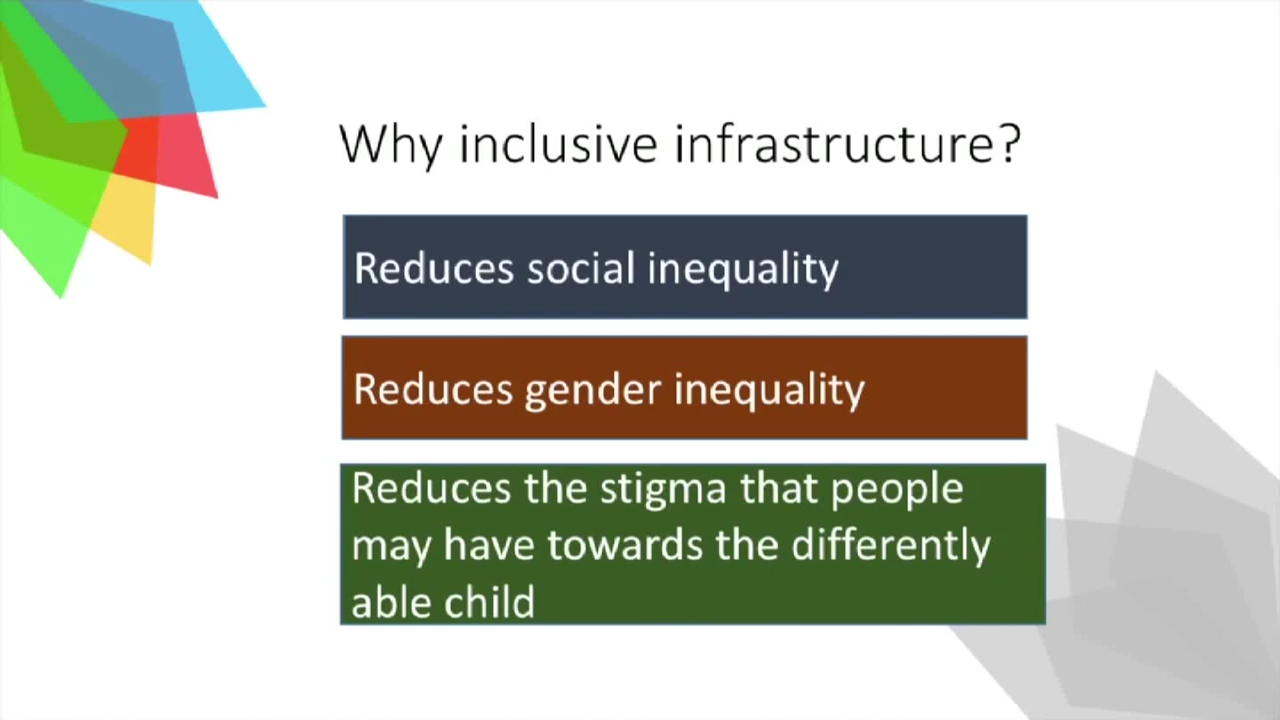 Why inclusive infrastructure?
Reduces social inequality
Reduces gender inequality
Reduces the stigma that people
may have towards the differently
able child